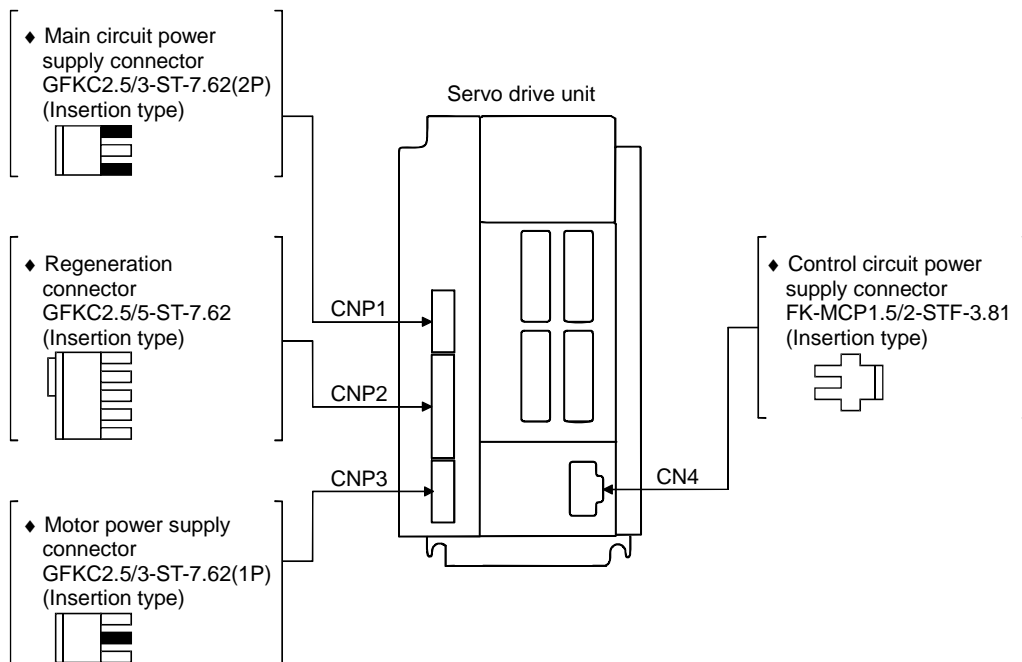 ♦ Main circuit power
supply connector
GFKC2.5/3-ST-7.62(2P)
(Insertion type)
Servo drive unit
♦ Regeneration
connector
GFKC2.5/5-ST-7.62
(Insertion type)
CNP1
CNP2
CNP3
♦ Motor power supply
connector
GFKC2.5/3-ST-7.62(1P)
(Insertion type)
♦ Control circuit power
supply connector
FK-MCP1.5/2-STF-3.81
(Insertion type)
CN4